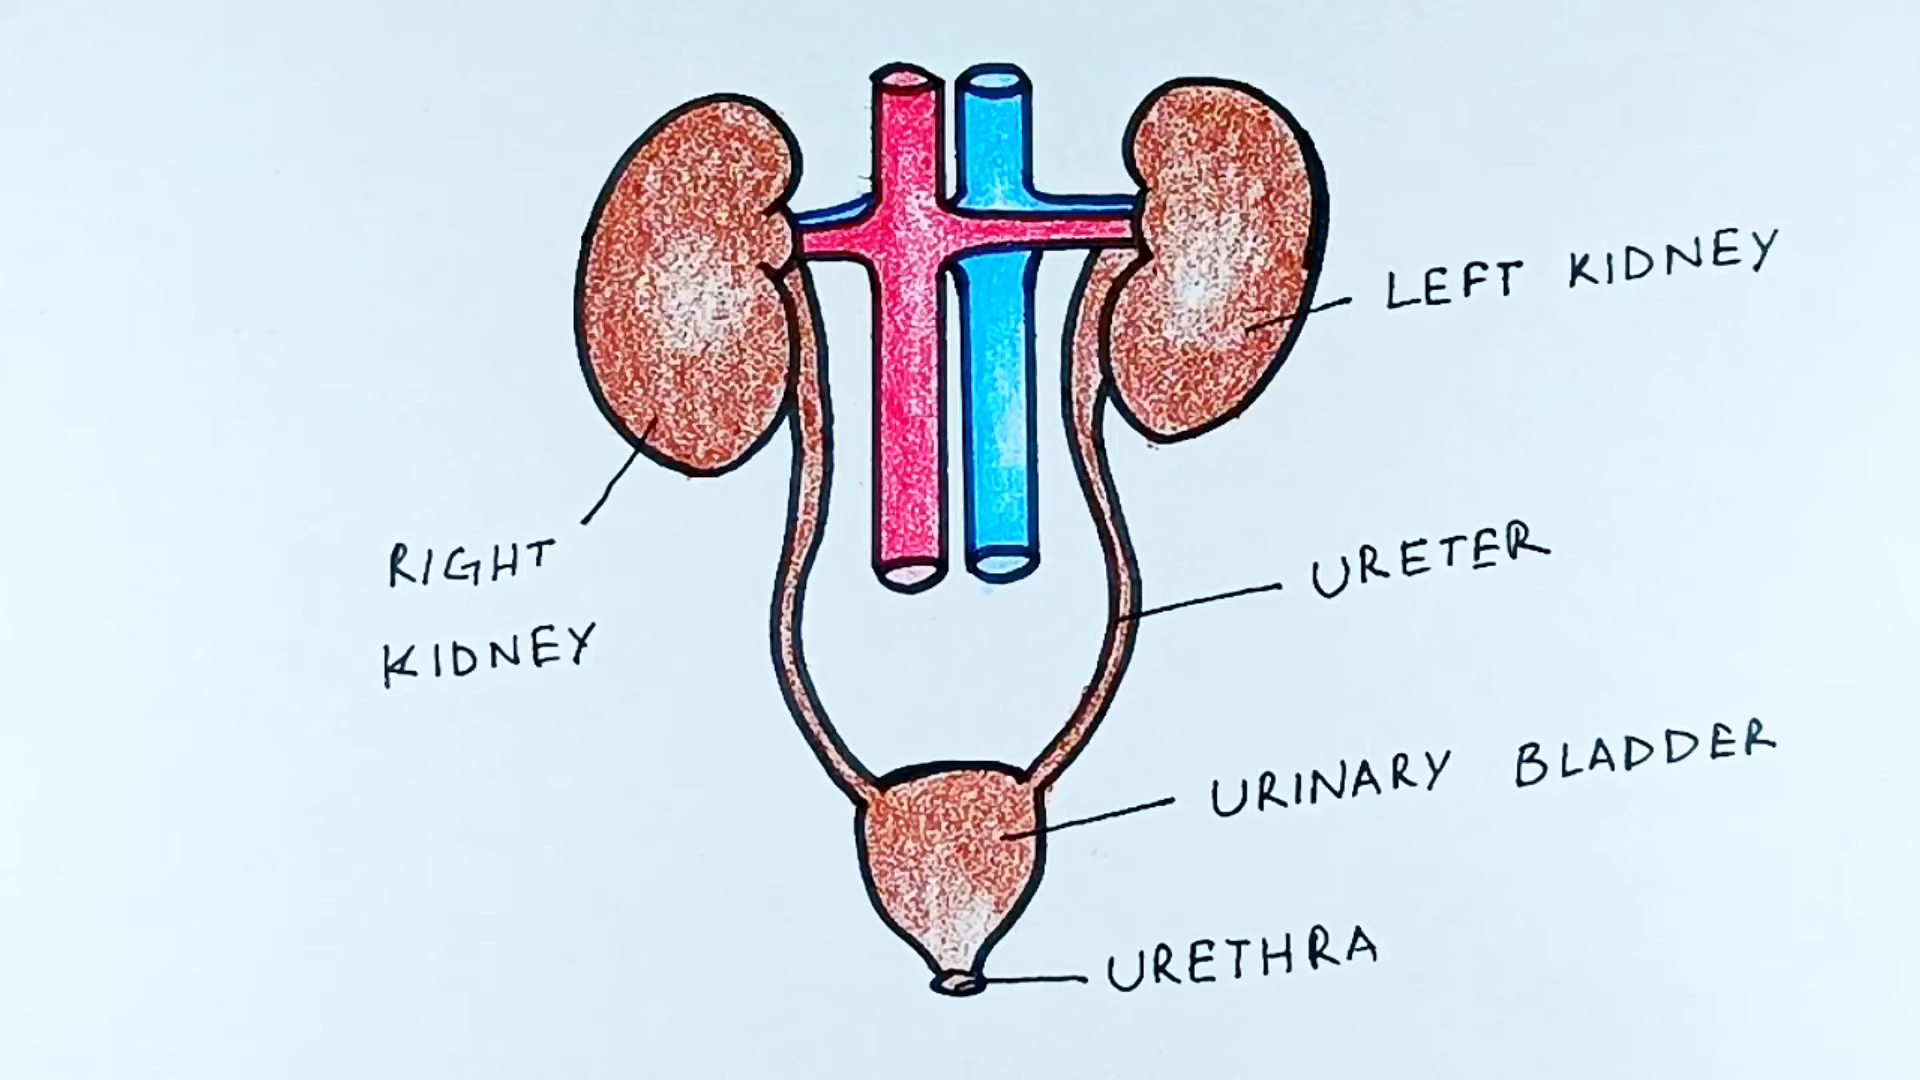 LEFT KIDNEY
RIGHT
KIDNEY
URETER
URINARY BLADDER
URETHRA